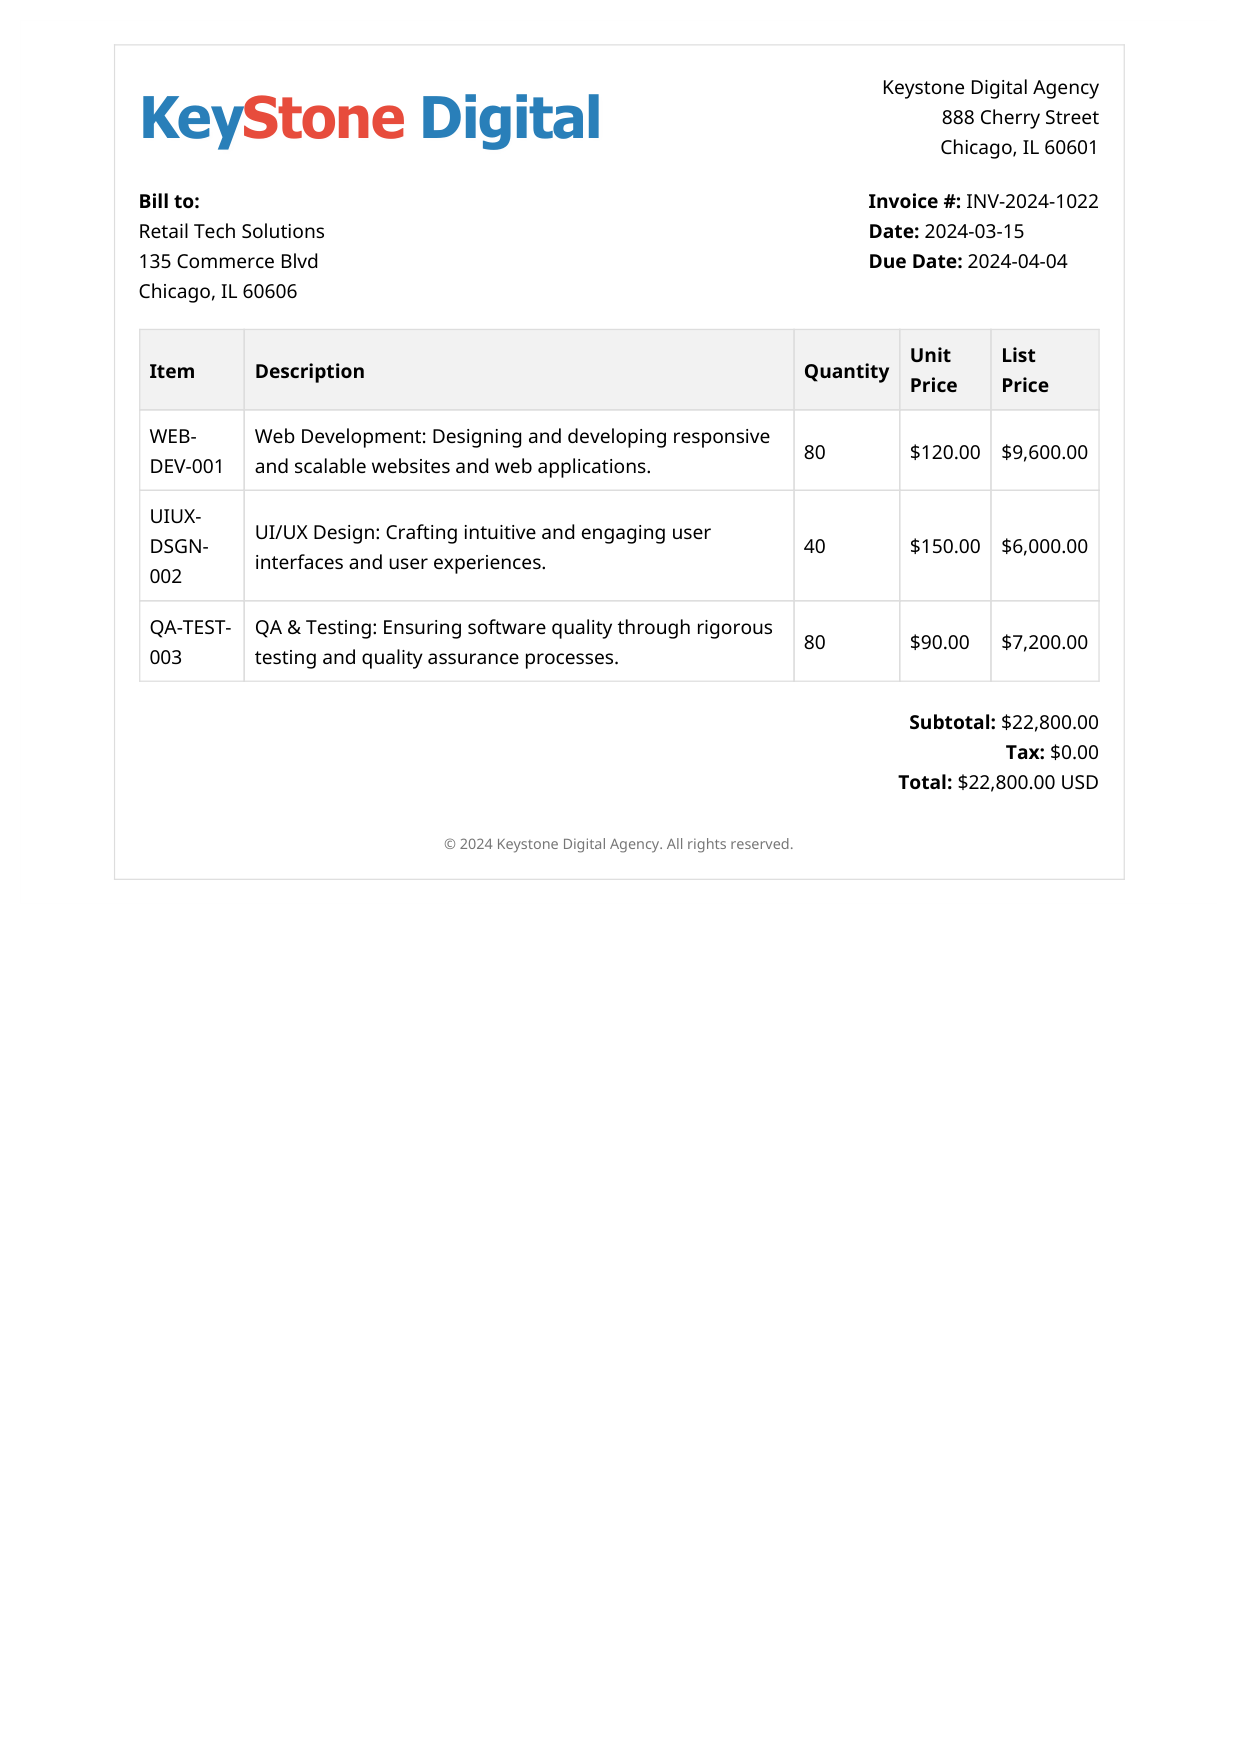 KeyStone Digital
Keystone Digital Agency
888 Cherry Street
Chicago, IL 60601
Bill to:
Retail Tech Solutions
135 Commerce Blvd
Chicago, IL 60606
Invoice #: INV-2024-1022
Date: 2024-03-15
Due Date: 2024-04-04
Item
Description
Quantity
Unit
Price
List
Price
WEB-
DEV-001
Web Development: Designing and developing responsive
and scalable websites and web applications.
80
$120.00
$9,600.00
UIUX-
DSGN-
002
UI/UX Design: Crafting intuitive and engaging user
interfaces and user experiences.
40
$150.00
$6,000.00
QA-TEST-
003
QA & Testing: Ensuring software quality through rigorous
testing and quality assurance processes.
80
$90.00
$7,200.00
Subtotal: $22,800.00
Tax: $0.00
Total: $22,800.00 USD
© 2024 Keystone Digital Agency. All rights reserved.